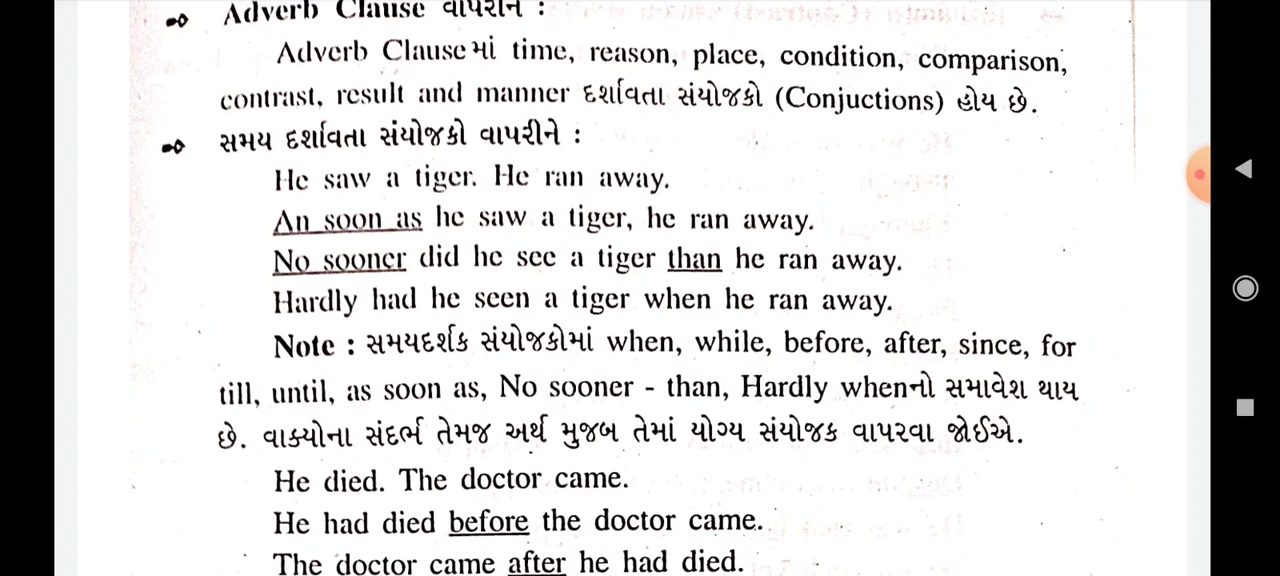 Adverb Clause વાપરીને :
Adverb Clauseમાં time, reason, place, condition, comparison,
contrast, result and manner દર્શાવતા સંયોજકો (Conjuctions) હોય છે.
સમય દર્શાવતા સંયોજકો વાપરીને :
He saw a tiger. He ran away.
An soon as he saw a tiger, he ran away.
No sooner did he see a tiger than he ran away.
Hardly had he seen a tiger when he ran away.
Note : સમયદર્શક સંયોજકોમાં when, while, before, after, since, for
till, until, as soon as, No sooner - than, Hardly whenનો સમાવેશ થાય
છે. વાક્યોના સંદર્ભ તેમજ અર્થ મુજબ તેમાં યોગ્ય સંયોજક વાપરવા જોઈએ.
He died. The doctor came.
He had died before the doctor came.
The doctor came after he had died.